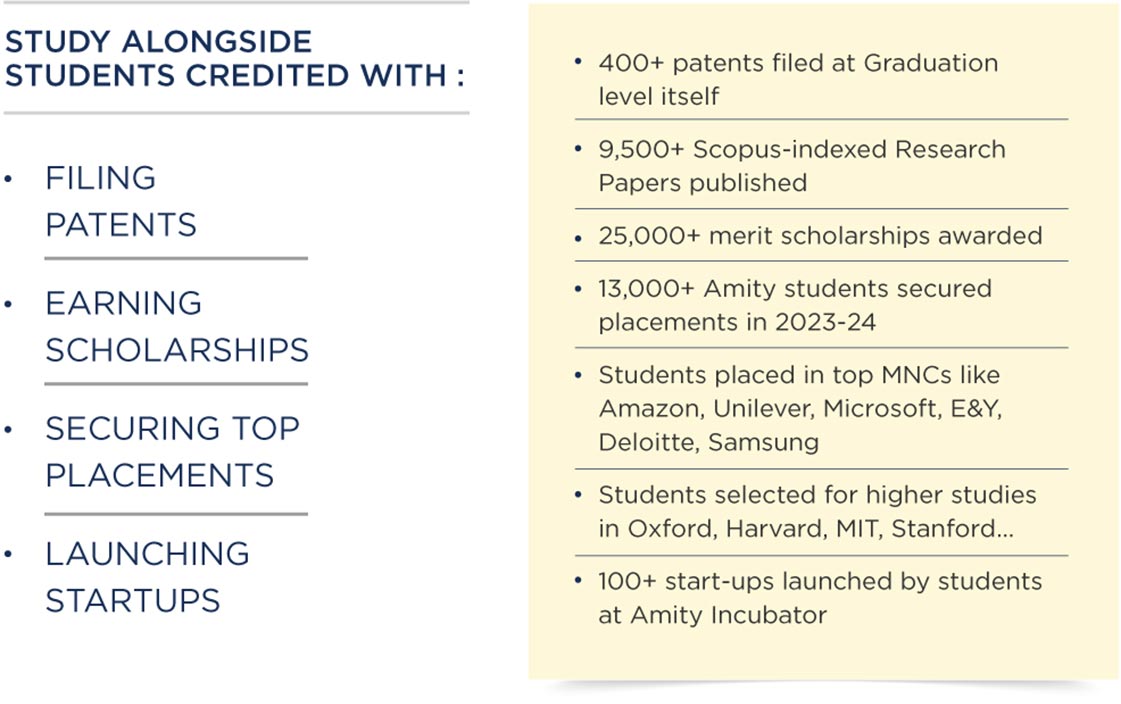 STUDY ALONGSIDE
STUDENTS CREDITED WITH :
• FILING
PATENTS
• EARNING
SCHOLARSHIPS
• SECURING TOP
PLACEMENTS
• LAUNCHING
STARTUPS
• 400+ patents filed at Graduation
level itself
• 9,500+ Scopus-indexed Research
Papers published
• 25,000+ merit scholarships awarded
• 13,000+ Amity students secured
placements in 2023-24
• Students placed in top MNCs like
Amazon, Unilever, Microsoft, E&Y,
Deloitte, Samsung
• Students selected for higher studies
in Oxford, Harvard, MIT, Stanford...
• 100+ start-ups launched by students
at Amity Incubator